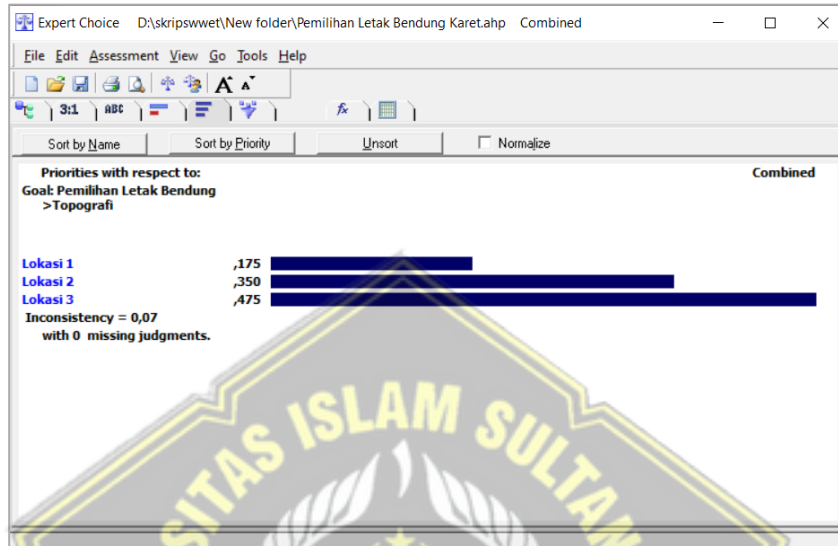 Expert Choice D:\skripswwet\New folder\Pemilihan Letak Bendung Karet.ahp Combined
File Edit Assessment View Go Tools Help
A A
3:1 ABC fx
Sort by Name Sort by Priority Unsort Normalize
Priorities with respect to: Combined
Goal: Pemilihan Letak Bendung
>Topografi
Lokasi 1 ,175
Lokasi 2 ,350
Lokasi 3 ,475
Inconsistency = 0,07
with 0 missing judgments.
SITAS ISLAM SULTAN